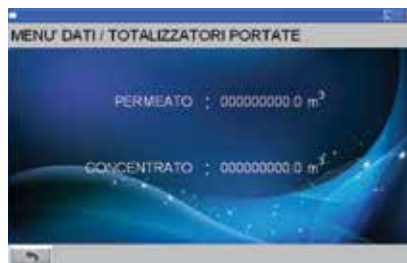 MENU' DATI / TOTALIZZATORI PORTATE
PERMEATO : 000000000.0 m³
CONCENTRATO : 000000000.0 m³